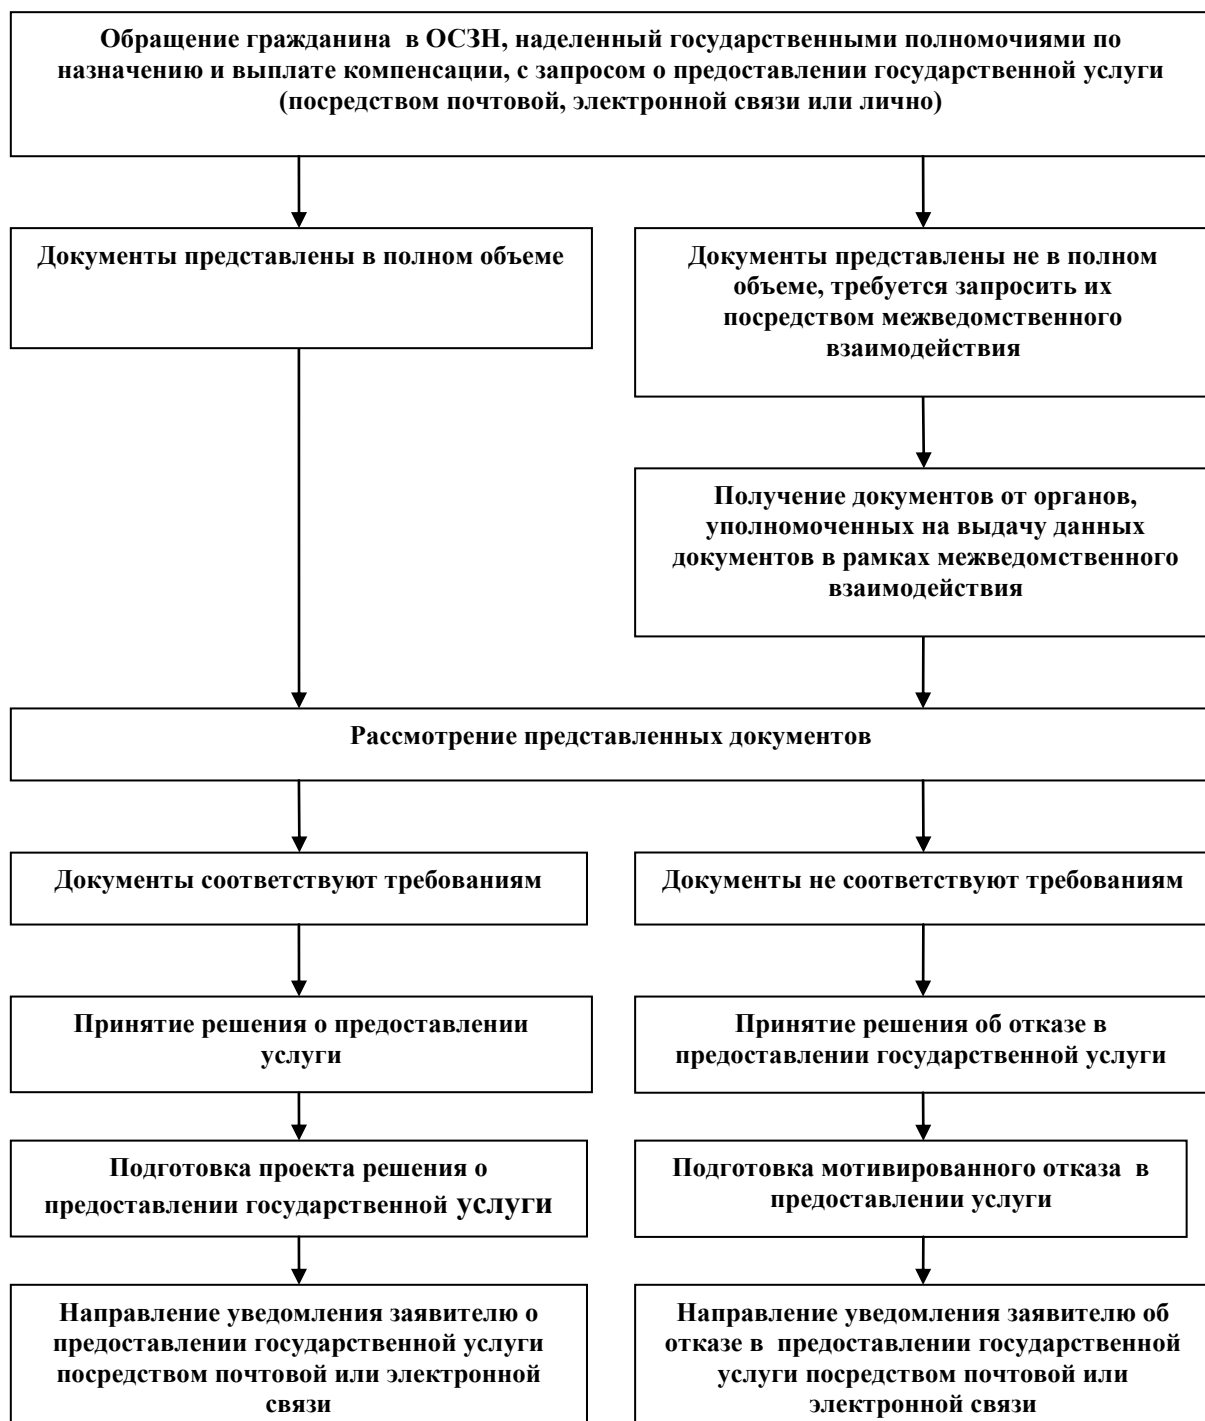 Обращение гражданина  в ОСЗН, наделенный государственными полномочиями по
назначению и выплате компенсации, с запросом о предоставлении государственной услуги
(посредством почтовой, электронной связи или лично)
Документы представлены в полном объеме
Документы представлены не в полном
объеме, требуется запросить их
посредством межведомственного
взаимодействия
Получение документов от органов,
уполномоченных на выдачу данных
документов в рамках межведомственного
взаимодействия
Рассмотрение представленных документов
Документы соответствуют требованиям
Документы не соответствуют требованиям
Принятие решения о предоставлении
услуги
Принятие решения об отказе в
предоставлении государственной услуги
Подготовка проекта решения о
предоставлении государственной услуги
Подготовка мотивированного отказа  в
предоставлении услуги
Направление уведомления заявителю о
предоставлении государственной услуги
посредством почтовой или электронной
связи
Направление уведомления заявителю об
отказе в  предоставлении государственной
услуги посредством почтовой или
электронной связи